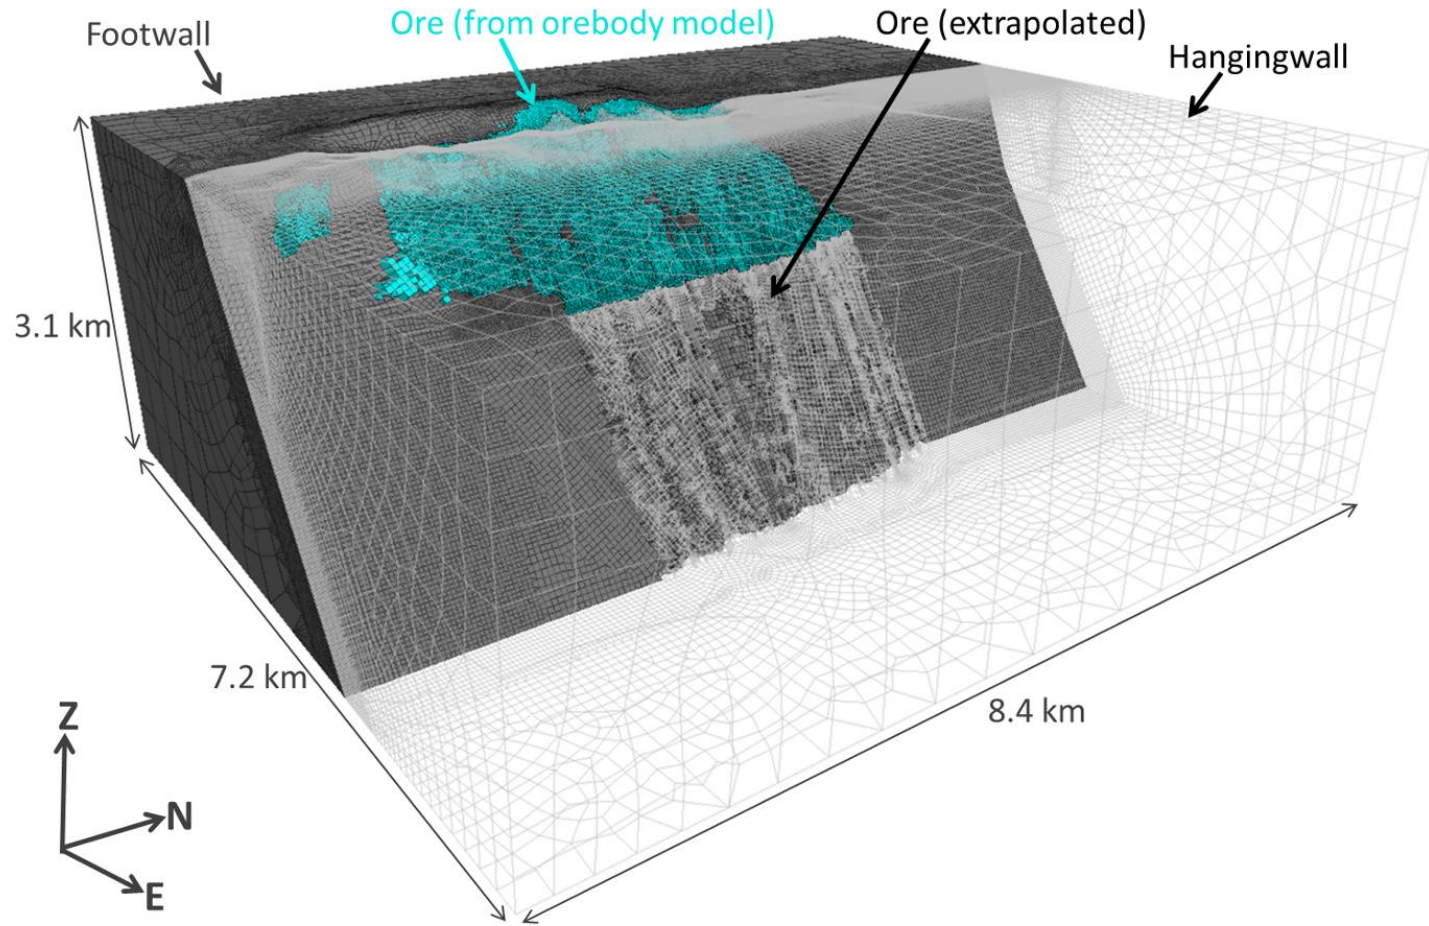 Footwall
Ore (from orebody model)
Ore (extrapolated)
Hangingwall
3.1 km
7.2 km
8.4 km
Z
N
E